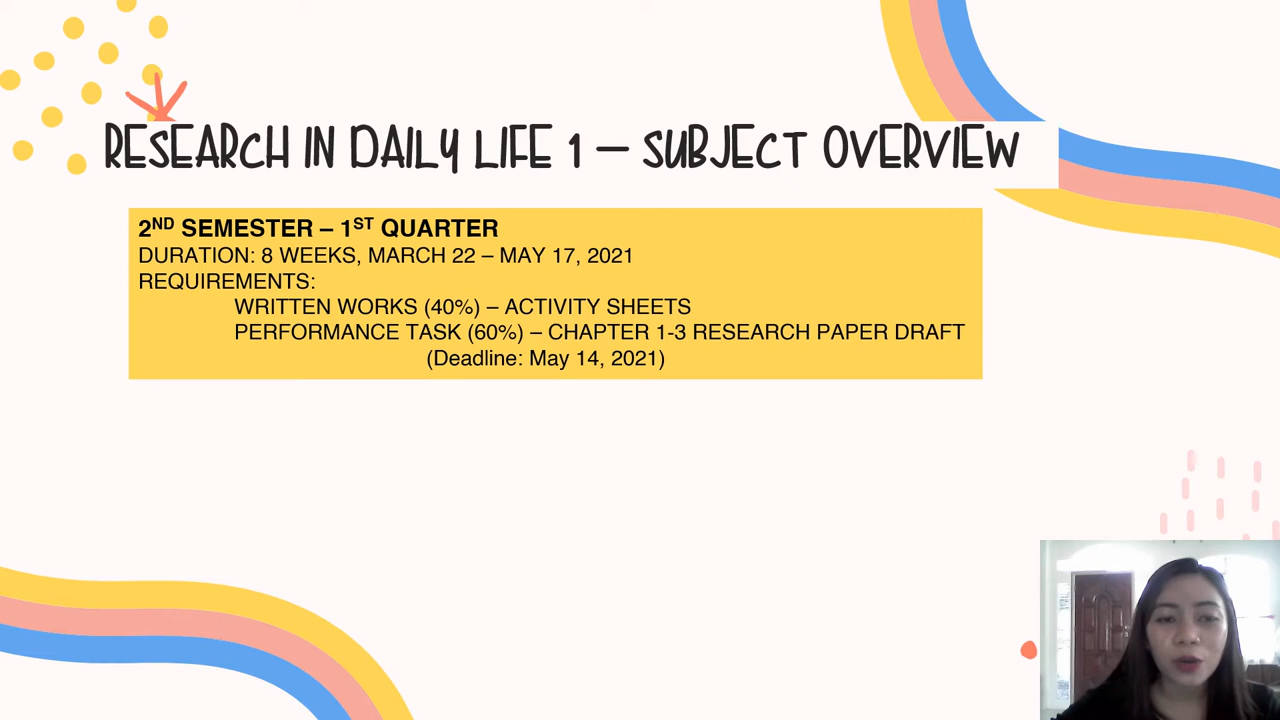 RESEARCH IN DAILY LIFE 1 – SUBJECT OVERVIEW
2ND SEMESTER – 1ST QUARTER
DURATION: 8 WEEKS, MARCH 22 – MAY 17, 2021
REQUIREMENTS:
WRITTEN WORKS (40%) – ACTIVITY SHEETS
PERFORMANCE TASK (60%) – CHAPTER 1-3 RESEARCH PAPER DRAFT
(Deadline: May 14, 2021)